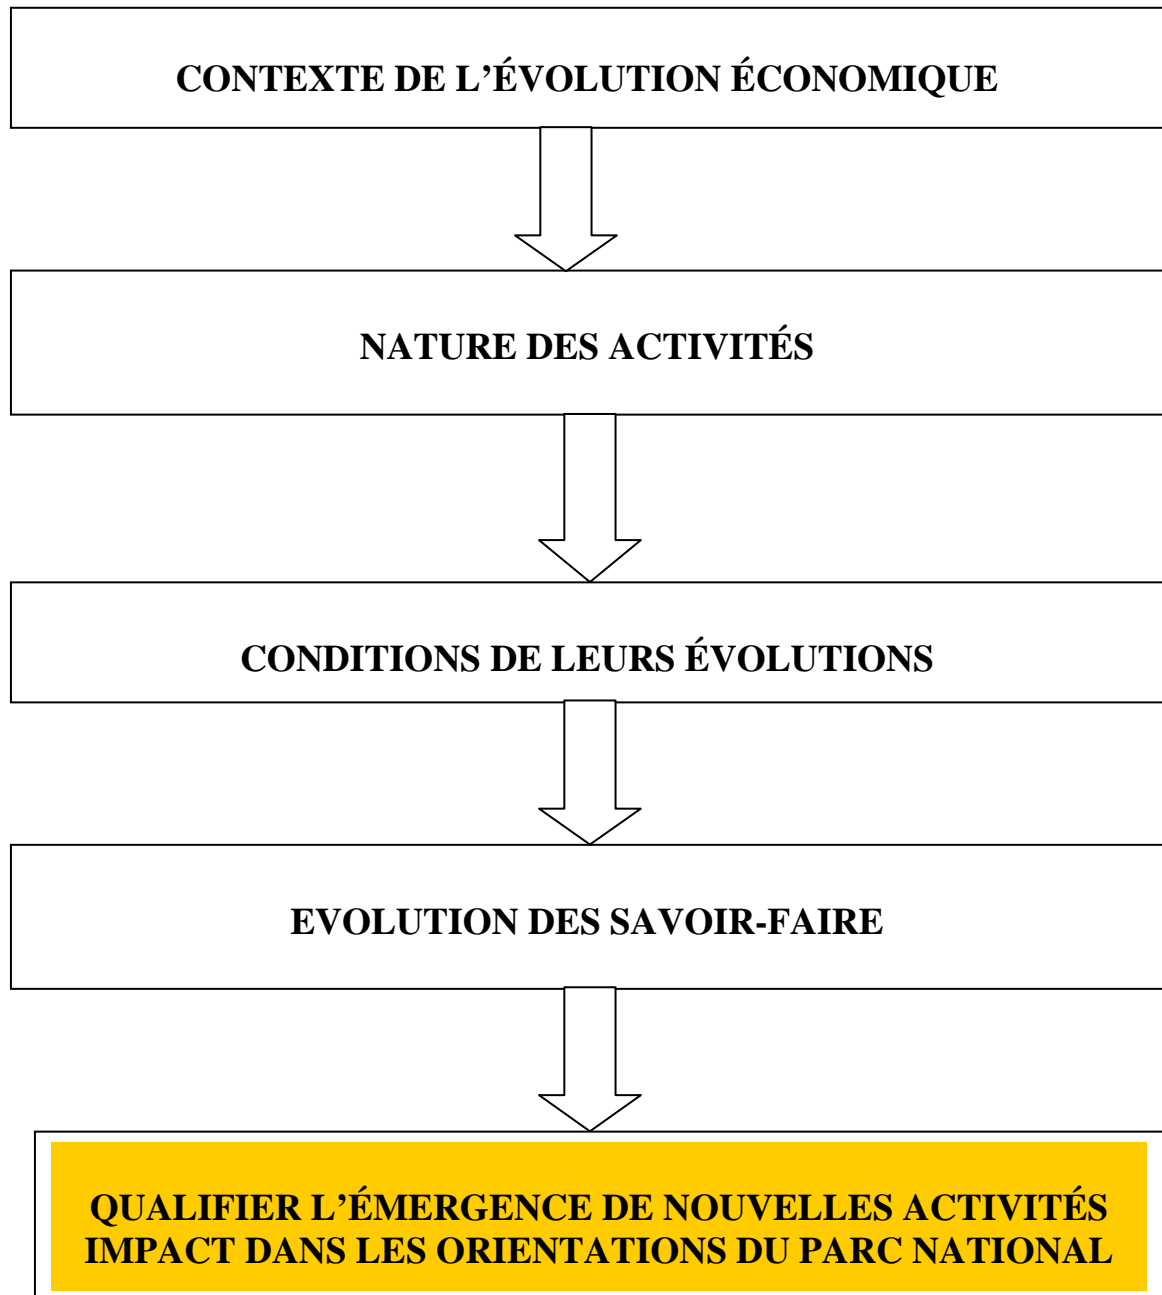 CONTEXTE DE L’ÉVOLUTION ÉCONOMIQUE
NATURE DES ACTIVITÉS
CONDITIONS DE LEURS ÉVOLUTIONS
EVOLUTION DES SAVOIR-FAIRE
QUALIFIER L’ÉMERGENCE DE NOUVELLES ACTIVITÉS
IMPACT DANS LES ORIENTATIONS DU PARC NATIONAL